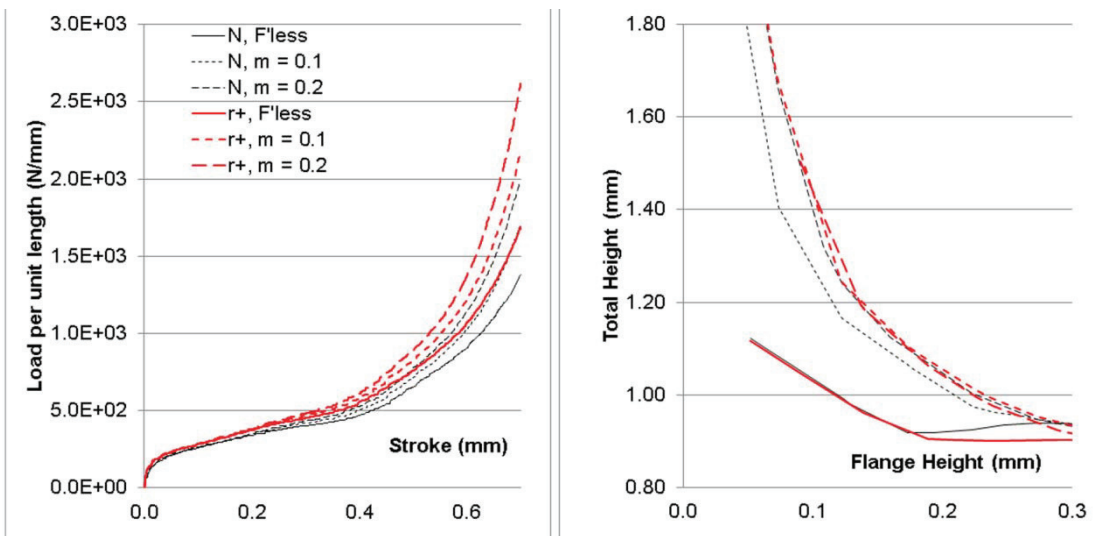 3.0E+03
2.5E+03
2.0E+03
1.5E+03
1.0E+03
5.0E+02
0.0E+00
Load per unit length (N/mm)
N, F'less
N, m = 0.1
N, m = 0.2
r+, F'less
r+, m = 0.1
r+, m = 0.2
Stroke (mm)
0.0
0.2
0.4
0.6
1.80
1.60
1.40
1.20
1.00
0.80
Total Height (mm)
Flange Height (mm)
0.0
0.1
0.2
0.3